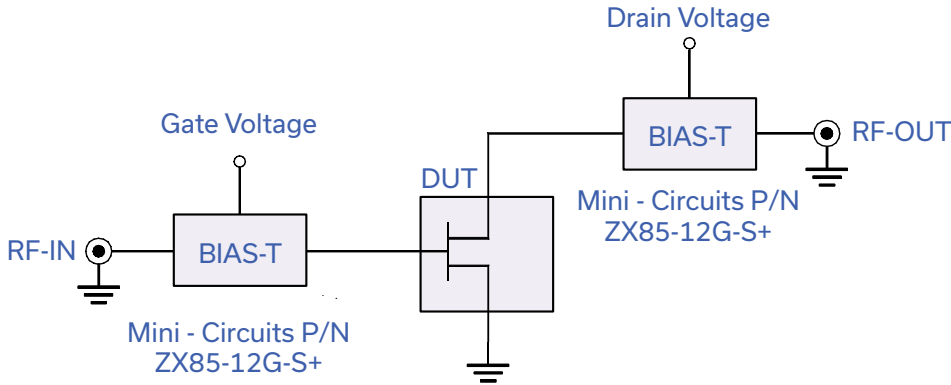 Drain Voltage
Gate Voltage
BIAS-T
RF-OUT
DUT
Mini - Circuits P/N
ZX85-12G-S+
RF-IN
BIAS-T
Mini - Circuits P/N
ZX85-12G-S+